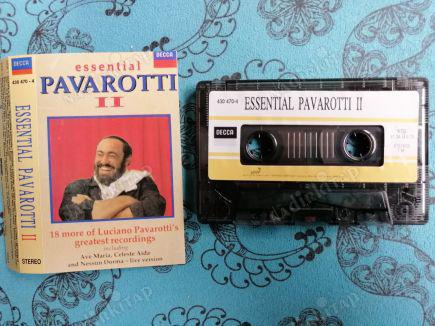 DECCA
430 470-4
ESSENTIAL PAVAROTTI II
STEREO
DECCA
essential
PAVAROTTI
II
18 more of Luciano Pavarotti's
greatest recordings
including
Ave Maria, Celeste Aida
and Nessun Dorma - live version
430 470-4
ESSENTIAL PAVAROTTI II
DECCA